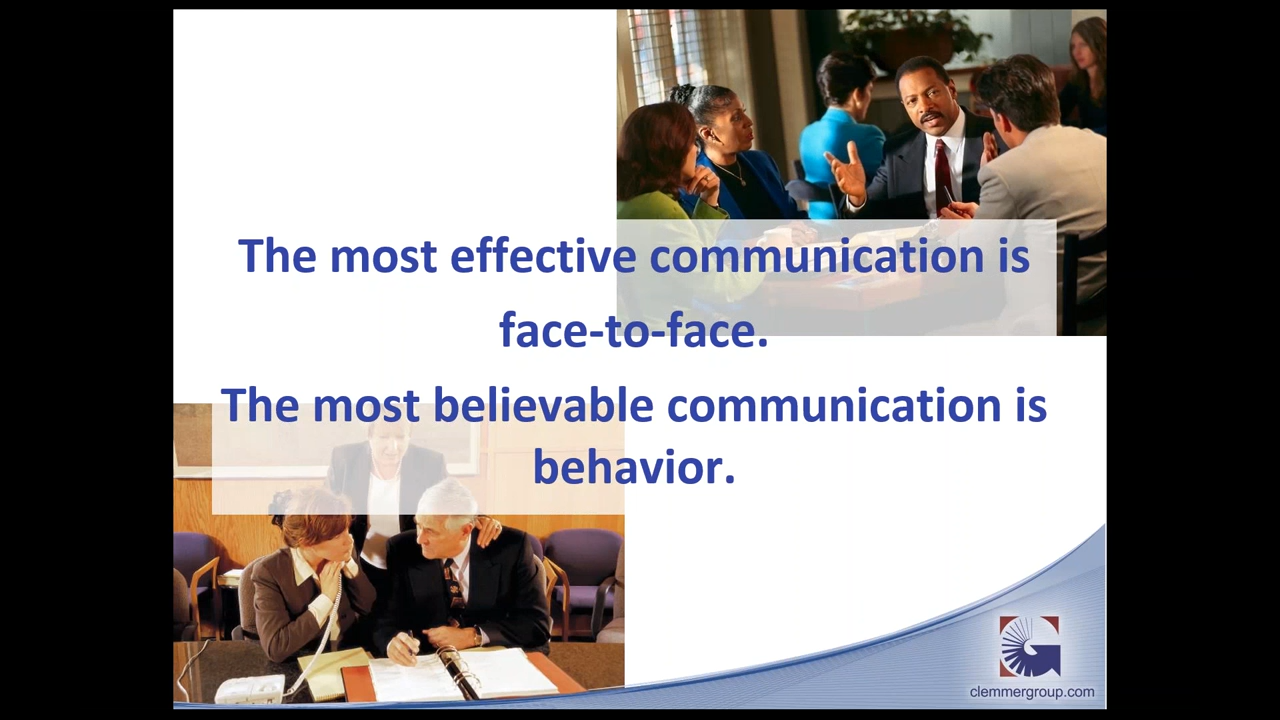 The most effective communication is
face-to-face.
The most believable communication is
behavior.
clemmergroup.com